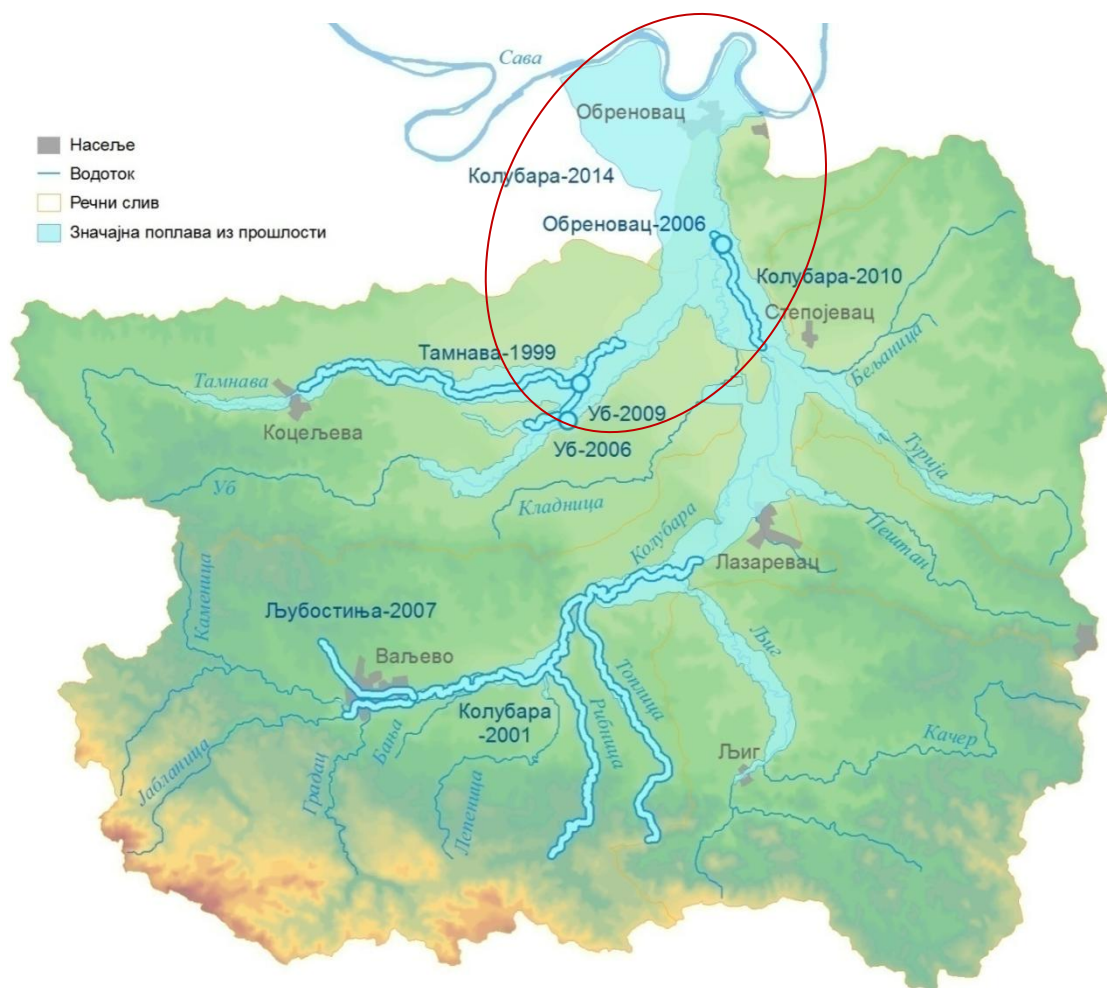 Сава
Обреновац
Насеље
Водоток
Речни слив
Значајна поплава из прошлости
Колубара-2014
Обреновац-2006
Колубара-2010
Степојевац
Бељаница
Тамнава-1999
Тамнава
Коцељева
Уб-2009
Уб-2006
Турија
Уб
Кладница
Колубара
Пештан
Лазаревац
Каменица
Љубостиња-2007
Ваљево
Љиг
Топлица
Рибница
Колубара
-2001
Бања
Качер
Љиг
Јабланица
Градац
Лепеница